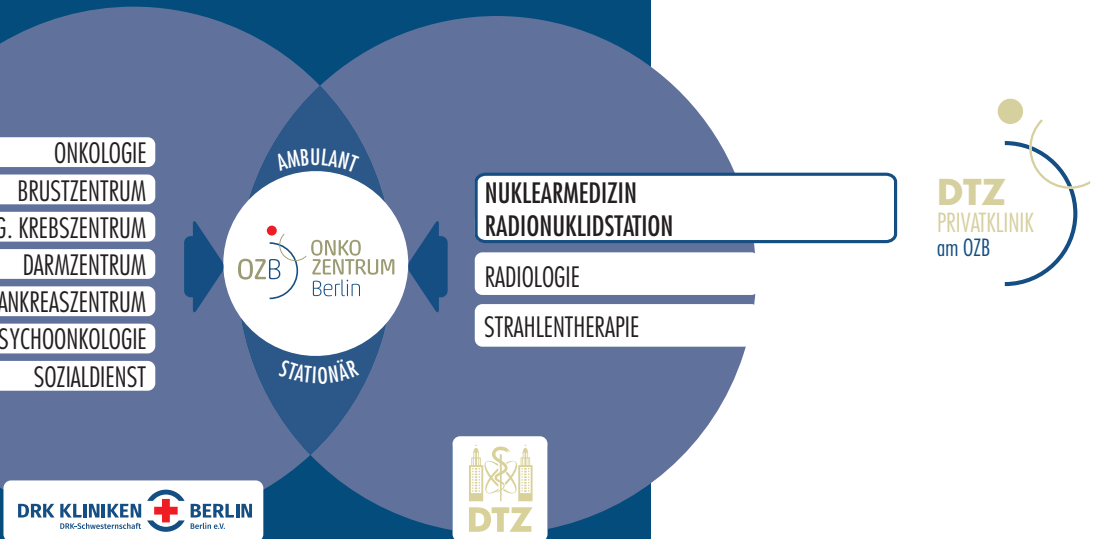 ONKOLOGIE
BRUSTZENTRUM
G. KREBSZENTRUM
DARMZENTRUM
ANKREASZENTRUM
SYCHOONKOLOGIE
SOZIALDIENST
AMBULANT
OZB
ONKO
ZENTRUM
Berlin
STATIONÄR
NUKLEARMEDIZIN
RADIONUKLIDSTATION
RADIOLOGIE
STRAHLENTHERAPIE
DTZ
PRIVATKLINIK
am OZB
DRK KLINIKEN BERLIN
DRK-Schwesternschaft Berlin e.V.
DTZ